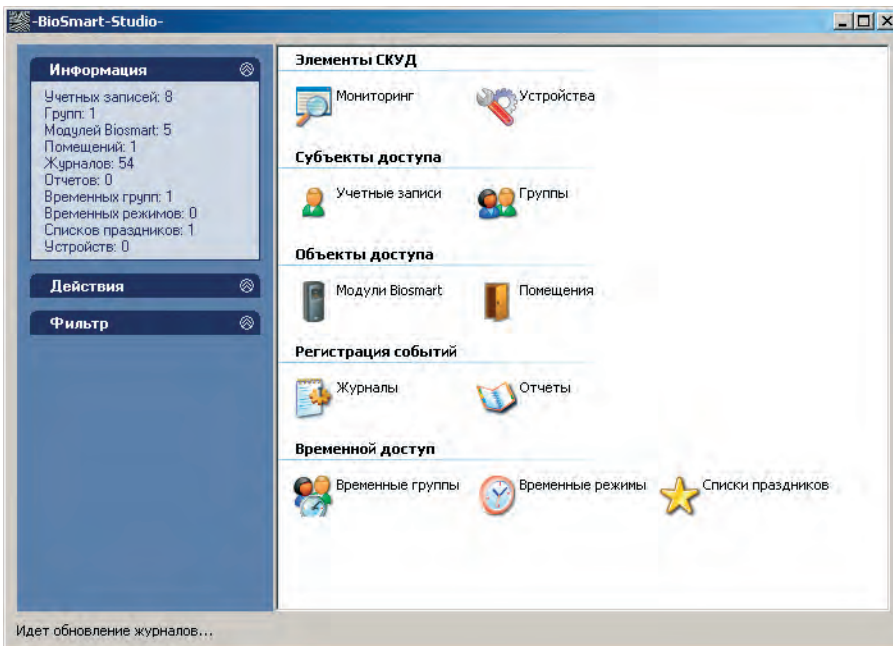 -BioSmart-Studio-
Информация
Учетных записей: 8
Групп: 1
Модулей Biosmart: 5
Помещений: 1
Журналов: 54
Отчетов: 0
Временных групп: 1
Временных режимов: 0
Списков праздников: 1
Устройств: 0
Действия
Фильтр
Элементы СКУД
Мониторинг Устройства
Субъекты доступа
Учетные записи Группы
Объекты доступа
Модули Biosmart Помещения
Регистрация событий
Журналы Отчеты
Временной доступ
Временные группы Временные режимы Списки праздников
Идет обновление журналов...